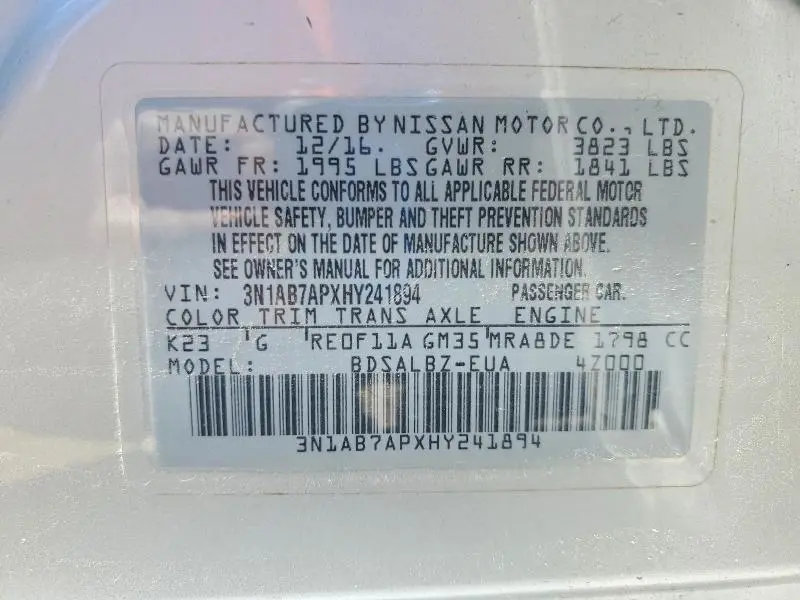 MANUFACTURED BY NISSAN MOTOR CO., LTD.
DATE: 12/16. GVWR: 3823 LBS
GAWR FR: 1995 LBS GAWR RR: 1841 LBS
THIS VEHICLE CONFORMS TO ALL APPLICABLE FEDERAL MOTOR
VEHICLE SAFETY, BUMPER AND THEFT PREVENTION STANDARDS
IN EFFECT ON THE DATE OF MANUFACTURE SHOWN ABOVE.
SEE OWNER'S MANUAL FOR ADDITIONAL INFORMATION.
VIN: 3N1AB7APXHY241894 PASSENGER CAR.
COLOR TRIM TRANS AXLE ENGINE
K23 G RE0F11A GM35 MRA8DE 1798 CC
MODEL: BDSALBZ-EUA 4Z000
3N1AB7APXHY241894